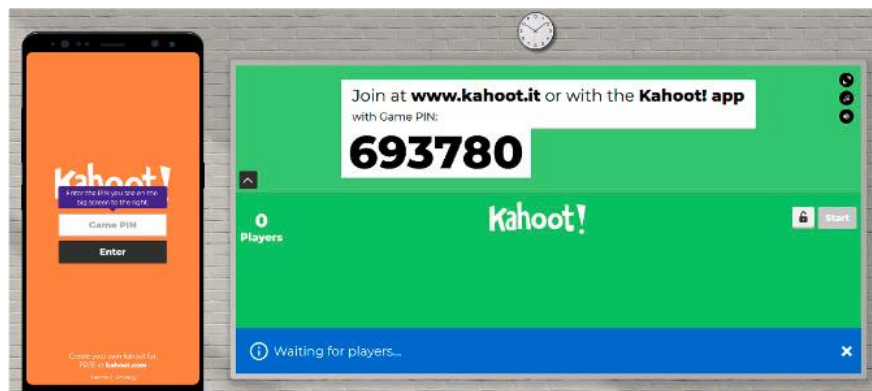 Kahoot!
Enter the PIN you see on the
big screen to the right
Game PIN
Enter
Create your own kahoot for
FREE at kahoot.com
Terms | Privacy
Join at www.kahoot.it or with the Kahoot! app
with Game PIN:
693780
0
Players
Kahoot!
Start
Waiting for players...